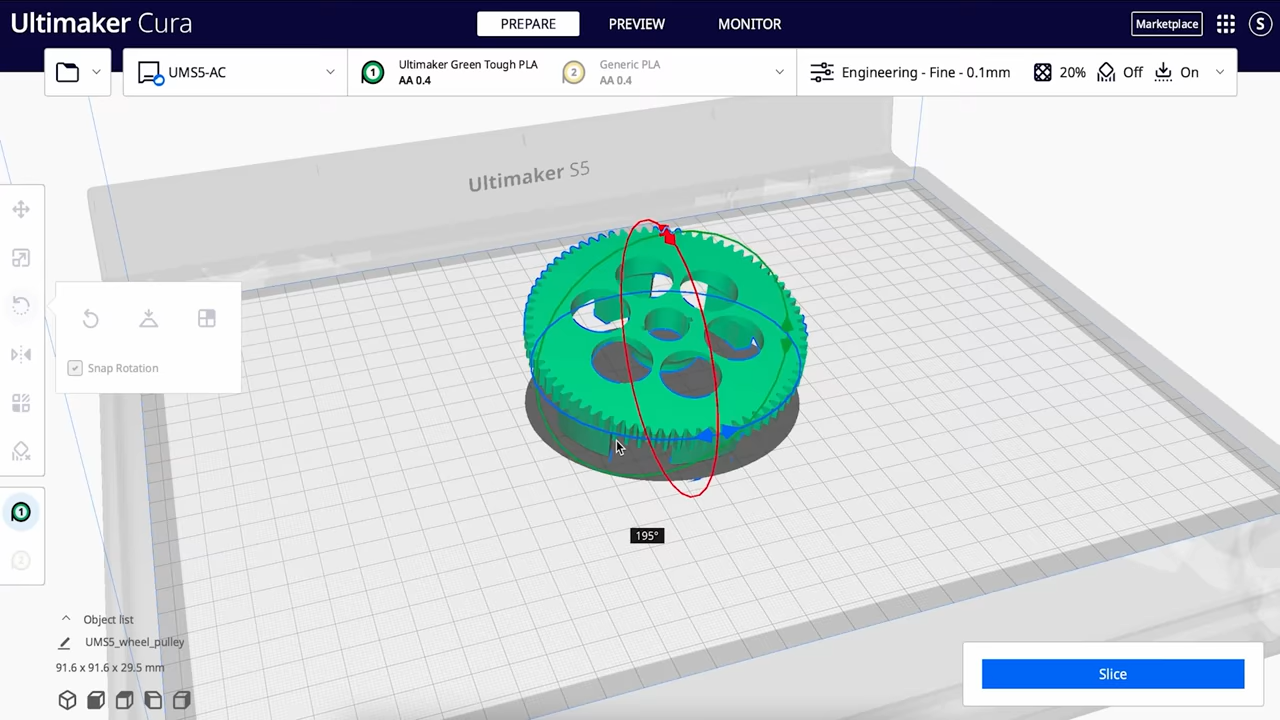 Ultimaker Cura
PREPARE
PREVIEW
MONITOR
Marketplace
S
UMS5-AC
1
Ultimaker Green Tough PLA
AA 0.4
2
Generic PLA
AA 0.4
Engineering - Fine - 0.1mm
20%
Off
On
Ultimaker S5
Snap Rotation
1
2
195°
Object list
UMS5_wheel_pulley
91.6 x 91.6 x 29.5 mm
Slice